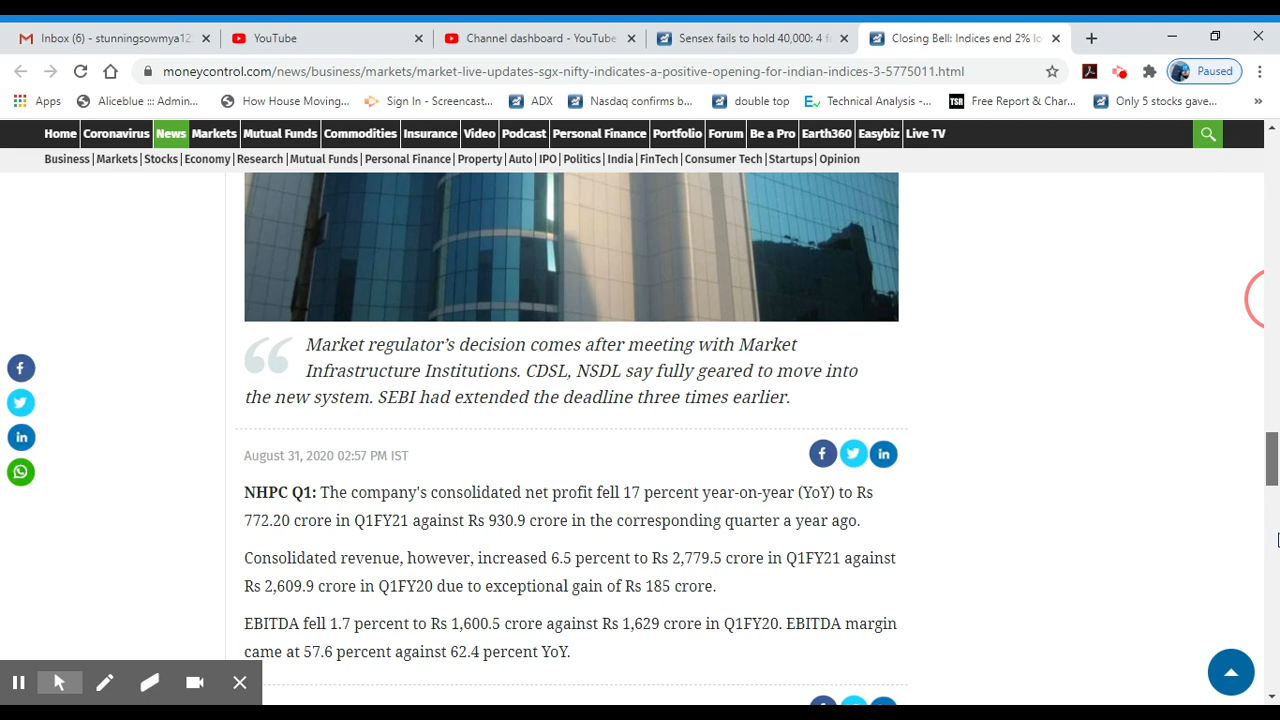 Inbox (6) - stunningsowmya12
YouTube
Channel dashboard - YouTube
Sensex fails to hold 40,000: 4 f
Closing Bell: Indices end 2% lo
moneycontrol.com/news/business/markets/market-live-updates-sgx-nifty-indicates-a-positive-opening-for-indian-indices-3-5775011.html
Paused
Apps
Aliceblue ::: Admin...
How House Moving...
Sign In - Screencast...
ADX
Nasdaq confirms b...
double top
Technical Analysis -...
TSR
Free Report & Char...
Only 5 stocks gave...
»
Home Coronavirus News Markets Mutual Funds Commodities Insurance Video Podcast Personal Finance Portfolio Forum Be a Pro Earth360 Easybiz Live TV
Business | Markets | Stocks | Economy | Research | Mutual Funds | Personal Finance | Property | Auto | IPO | Politics | India | FinTech | Consumer Tech | Startups | Opinion
Market regulator’s decision comes after meeting with Market
Infrastructure Institutions. CDSL, NSDL say fully geared to move into
the new system. SEBI had extended the deadline three times earlier.
August 31, 2020 02:57 PM IST
NHPC Q1: The company's consolidated net profit fell 17 percent year-on-year (YoY) to Rs
772.20 crore in Q1FY21 against Rs 930.9 crore in the corresponding quarter a year ago.
Consolidated revenue, however, increased 6.5 percent to Rs 2,779.5 crore in Q1FY21 against
Rs 2,609.9 crore in Q1FY20 due to exceptional gain of Rs 185 crore.
EBITDA fell 1.7 percent to Rs 1,600.5 crore against Rs 1,629 crore in Q1FY20. EBITDA margin
came at 57.6 percent against 62.4 percent YoY.